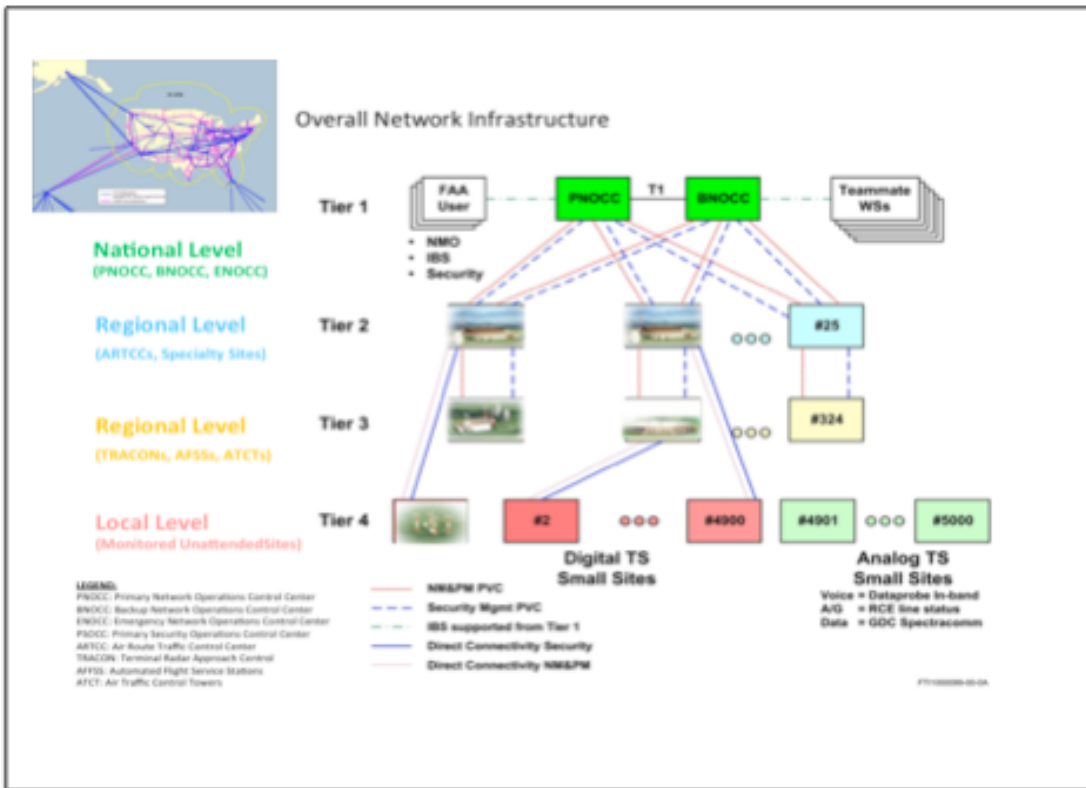 Overall Network Infrastructure
Tier 1
FAA
User
PNOCC
T1
BNOCC
Teammate
WSs
• NMO
• IBS
• Security
National Level
(PNOCC, BNOCC, ENOCC)
Regional Level
(ARTCCs, Specialty Sites)
Tier 2
#25
Regional Level
(TRACONs, AFSSs, ATCTs)
Tier 3
#324
Local Level
(Monitored UnattendedSites)
Tier 4
#2
#4900
#4901
#5000
Digital TS
Small Sites
Analog TS
Small Sites
Voice = Dataprobe In-band
A/G = RCE line status
Data = GDC Spectracomm
LEGEND:
PNOCC: Primary Network Operations Control Center
BNOCC: Backup Network Operations Control Center
ENOCC: Emergency Network Operations Control Center
PSOCC: Primary Security Operations Control Center
ARTCC: Air Route Traffic Control Center
TRACON: Terminal Radar Approach Control
AFFSS: Automated Flight Service Stations
ATCT: Air Traffic Control Towers
NM&PM PVC
Security Mgmt PVC
IBS supported from Tier 1
Direct Connectivity Security
Direct Connectivity NM&PM